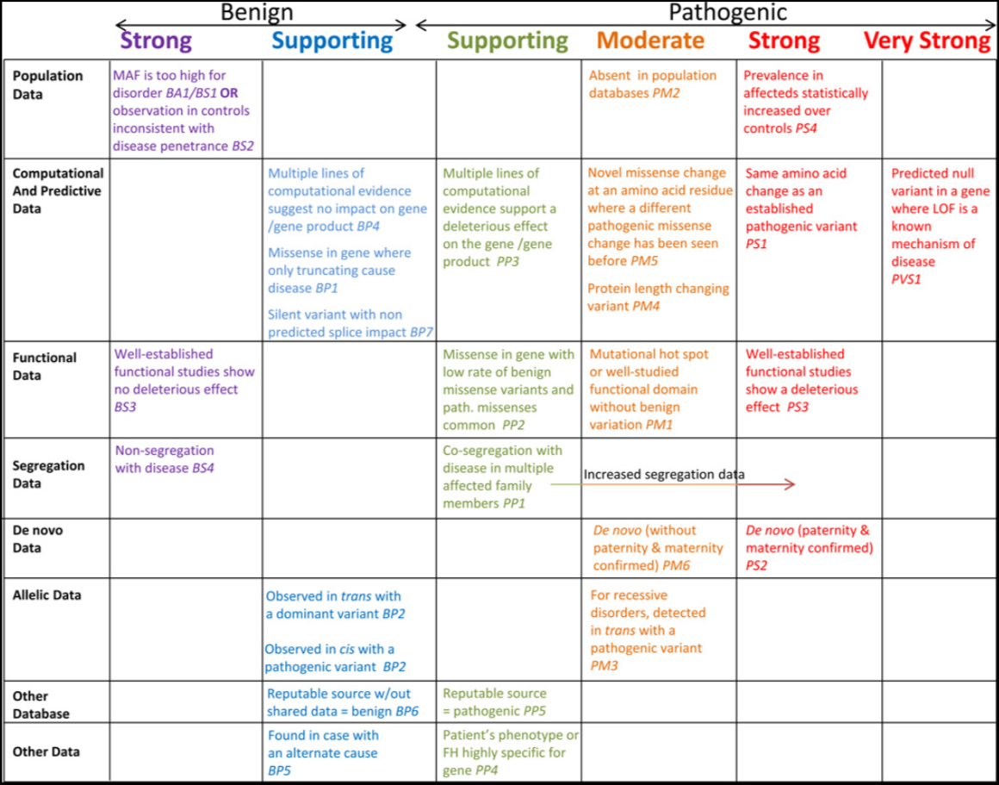 Benign
Pathogenic
Strong
Supporting
Supporting
Moderate
Strong
Very Strong
Population
Data
MAF is too high for
disorder BA1/BS1 OR
observation in controls
inconsistent with
disease penetrance BS2
Absent in population
databases PM2
Prevalence in
affecteds statistically
increased over
controls PS4
Computational
And Predictive
Data
Multiple lines of
computational evidence
suggest no impact on gene
/gene product BP4
Missense in gene where
only truncating cause
disease BP1
Silent variant with non
predicted splice impact BP7
Multiple lines of
computational
evidence support a
deleterious effect
on the gene /gene
product PP3
Novel missense change
at an amino acid residue
where a different
pathogenic missense
change has been seen
before PM5
Protein length changing
variant PM4
Same amino acid
change as an
established
pathogenic variant
PS1
Predicted null
variant in a gene
where LOF is a
known
mechanism of
disease
PVS1
Functional
Data
Well-established
functional studies show
no deleterious effect
BS3
Missense in gene with
low rate of benign
missense variants and
path. missenses
common PP2
Mutational hot spot
or well-studied
functional domain
without benign
variation PM1
Well-established
functional studies
show a deleterious
effect PS3
Segregation
Data
Non-segregation
with disease BS4
Co-segregation with
disease in multiple
affected family
members PP1
Increased segregation data
De novo
Data
De novo (without
paternity & maternity
confirmed) PM6
De novo (paternity &
maternity confirmed)
PS2
Allelic Data
Observed in trans with
a dominant variant BP2
Observed in cis with a
pathogenic variant BP2
For recessive
disorders, detected
in trans with a
pathogenic variant
PM3
Other
Database
Reputable source w/out
shared data = benign BP6
Reputable source
= pathogenic PP5
Other Data
Found in case with
an alternate cause
BP5
Patient's phenotype or
FH highly specific for
gene PP4